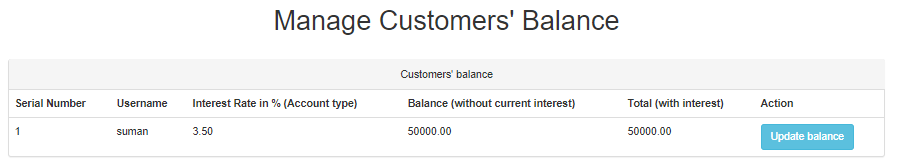 Manage Customers' Balance
Customers' balance
Serial Number Username Interest Rate in % (Account type) Balance (without current interest) Total (with interest) Action
1 suman 3.50 50000.00 50000.00 Update balance